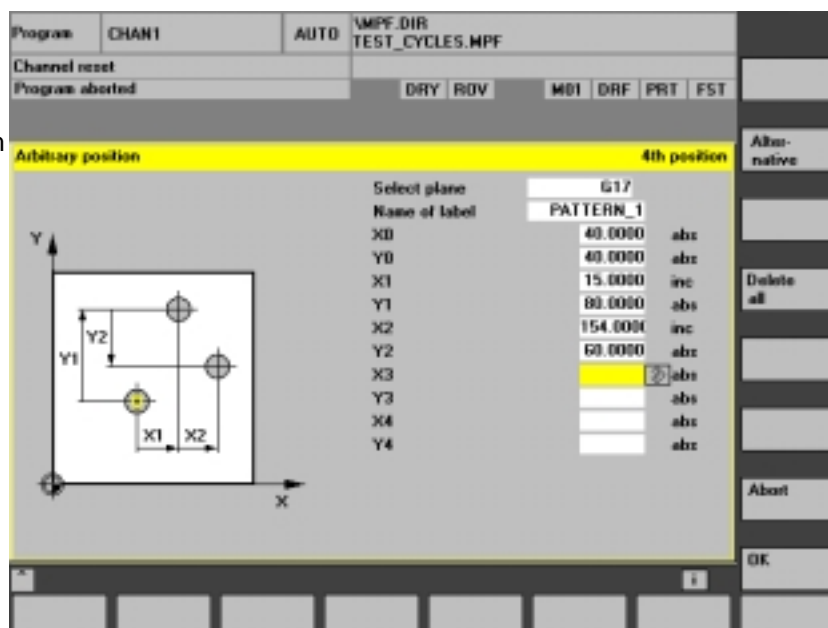 Program CHAN1 AUTO \MPF.DIR
TEST_CYCLES.MPF
Channel reset
Program aborted DRY ROV M01 DRF PRT FST
n
Arbitrary position 4th position
Alter-
native
Select plane G17
Name of label PATTERN_1
X0 40.0000 abs
Y0 40.0000 abs
X1 15.0000 inc
Y1 80.0000 abs
X2 154.000 inc
Y2 60.0000 abs
X3 abs
Y3 abs
X4 abs
Y4 abs
Delete
all
Y
Y2
Y1
X1 X2
X
Abort
OK
^
i